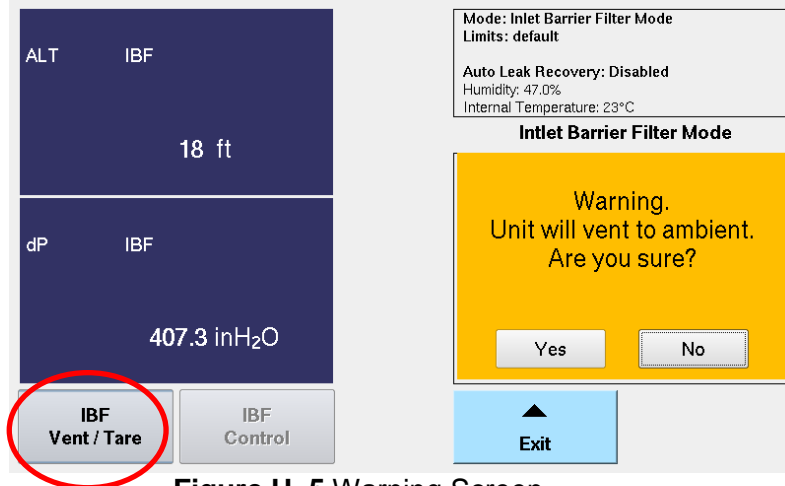 ALT IBF
18 ft
dP IBF
407.3 inH₂O
IBF
Vent / Tare
IBF
Control
Mode: Inlet Barrier Filter Mode
Limits: default
Auto Leak Recovery: Disabled
Humidity: 47.0%
Internal Temperature: 23°C
Intlet Barrier Filter Mode
Warning.
Unit will vent to ambient.
Are you sure?
Yes No
Exit
Figure H-5 Warning Screen